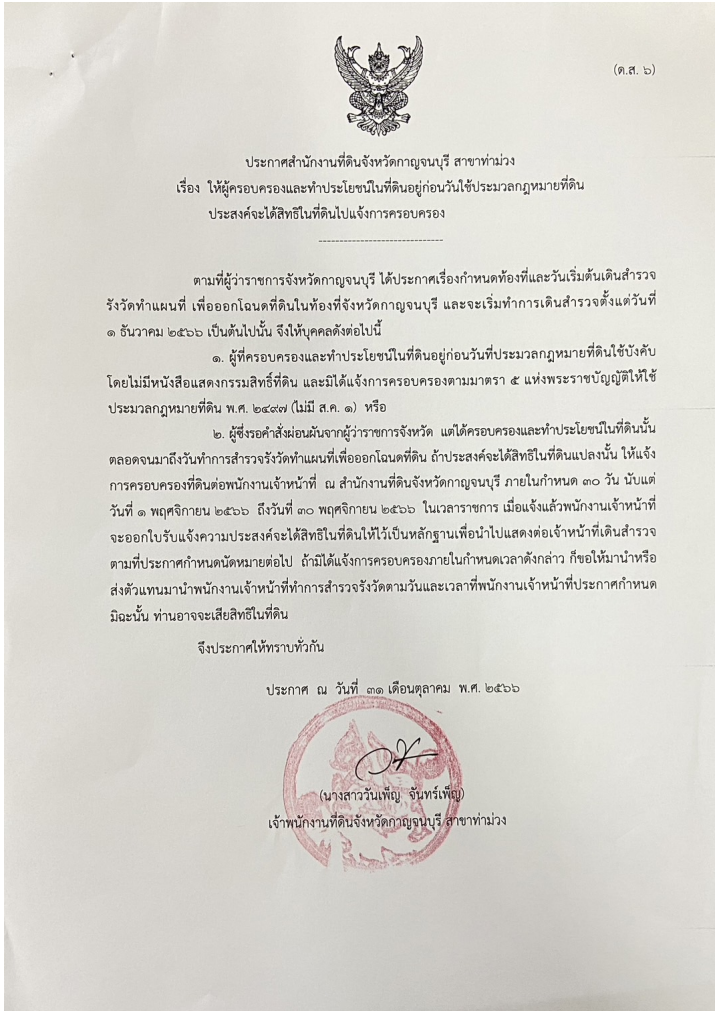 (ด.ส. ๖)
ประกาศสำนักงานที่ดินจังหวัดกาญจนบุรี สาขาท่าม่วง
เรื่อง ให้ผู้ครอบครองและทำประโยชน์ในที่ดินอยู่ก่อนวันใช้ประมวลกฎหมายที่ดิน
ประสงค์จะได้สิทธิในที่ดินไปแจ้งการครอบครอง
------------------------------
ตามที่ผู้ว่าราชการจังหวัดกาญจนบุรี ได้ประกาศเรื่องกำหนดท้องที่และวันเริ่มต้นเดินสำรวจ
รังวัดทำแผนที่ เพื่อออกโฉนดที่ดินในท้องที่จังหวัดกาญจนบุรี และจะเริ่มทำการเดินสำรวจตั้งแต่วันที่
๑ ธันวาคม ๒๕๖๖ เป็นต้นไปนั้น จึงให้บุคคลดังต่อไปนี้
๑. ผู้ที่ครอบครองและทำประโยชน์ในที่ดินอยู่ก่อนวันที่ประมวลกฎหมายที่ดินใช้บังคับ
โดยไม่มีหนังสือแสดงกรรมสิทธิ์ที่ดิน และมิได้แจ้งการครอบครองตามมาตรา ๕ แห่งพระราชบัญญัติให้ใช้
ประมวลกฎหมายที่ดิน พ.ศ. ๒๔๙๗ (ไม่มี ส.ค. ๑) หรือ
๒. ผู้ซึ่งรอคำสั่งผ่อนผันจากผู้ว่าราชการจังหวัด แต่ได้ครอบครองและทำประโยชน์ในที่ดินนั้น
ตลอดจนมาถึงวันทำการสำรวจรังวัดทำแผนที่เพื่อออกโฉนดที่ดิน ถ้าประสงค์จะได้สิทธิในที่ดินแปลงนั้น ให้แจ้ง
การครอบครองที่ดินต่อพนักงานเจ้าหน้าที่ ณ สำนักงานที่ดินจังหวัดกาญจนบุรี ภายในกำหนด ๓๐ วัน นับแต่
วันที่ ๑ พฤศจิกายน ๒๕๖๖ ถึงวันที่ ๓๐ พฤศจิกายน ๒๕๖๖ ในเวลาราชการ เมื่อแจ้งแล้วพนักงานเจ้าหน้าที่
จะออกใบรับแจ้งความประสงค์จะได้สิทธิในที่ดินให้ไว้เป็นหลักฐานเพื่อนำไปแสดงต่อเจ้าหน้าที่เดินสำรวจ
ตามที่ประกาศกำหนดนัดหมายต่อไป ถ้ามิได้แจ้งการครอบครองภายในกำหนดเวลาดังกล่าว ก็ขอให้มานำหรือ
ส่งตัวแทนมานำพนักงานเจ้าหน้าที่ทำการสำรวจรังวัดตามวันและเวลาที่พนักงานเจ้าหน้าที่ประกาศกำหนด
มิฉะนั้น ท่านอาจจะเสียสิทธิในที่ดิน
จึงประกาศให้ทราบทั่วกัน
ประกาศ ณ วันที่ ๓๑ เดือนตุลาคม พ.ศ. ๒๕๖๖
(นางสาววันเพ็ญ จันทร์เพ็ญ)
เจ้าพนักงานที่ดินจังหวัดกาญจนบุรี สาขาท่าม่วง